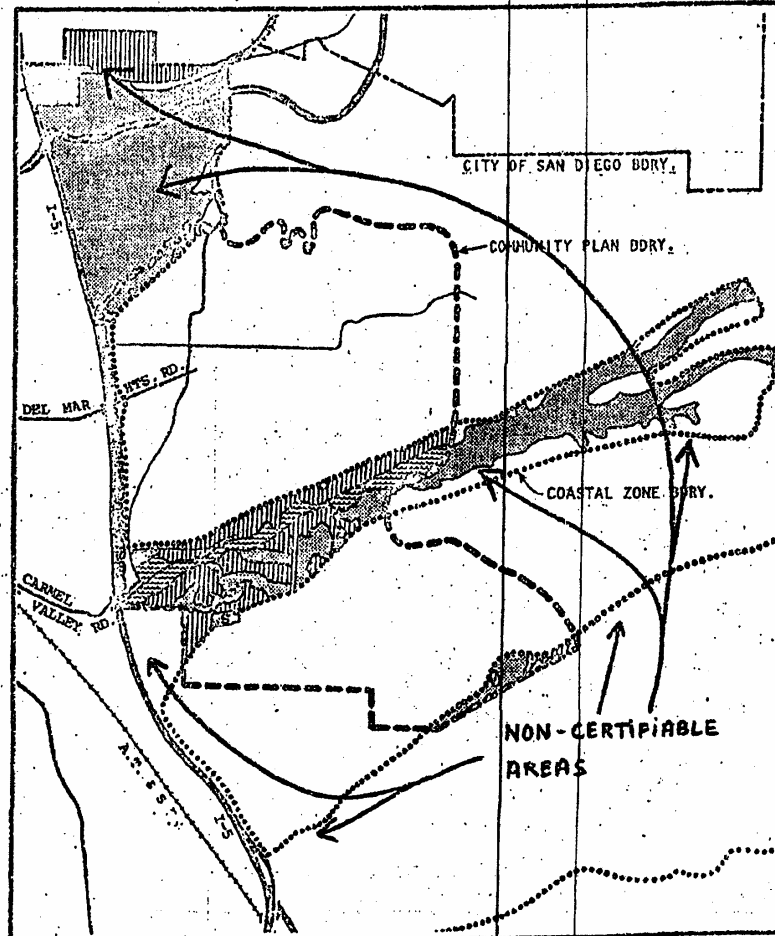 CITY OF SAN DIEGO BDRY.
I-5
COMMUNITY PLAN BDRY.
DEL MAR HTS. RD.
COASTAL ZONE BDRY.
CARMEL
VALLEY RD.
NON-CERTIFIABLE
AREAS
I-5